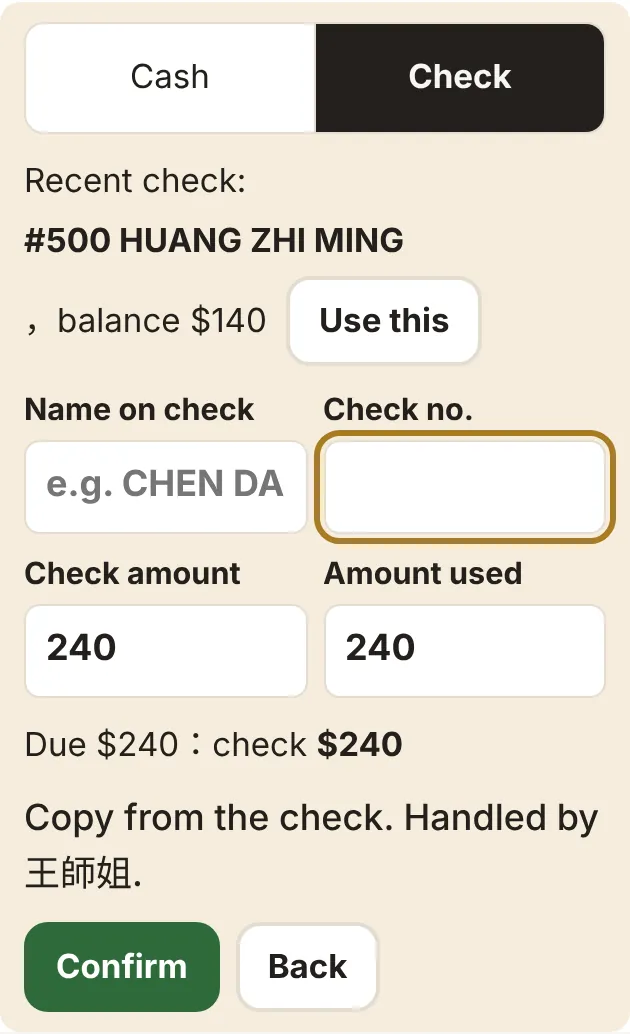 Cash Check
Recent check:
#500 HUANG ZHI MING
，balance $140 Use this
Name on check Check no.
e.g. CHEN DA
Check amount Amount used
240 240
Due $240：check $240
Copy from the check. Handled by
王師姐.
Confirm Back